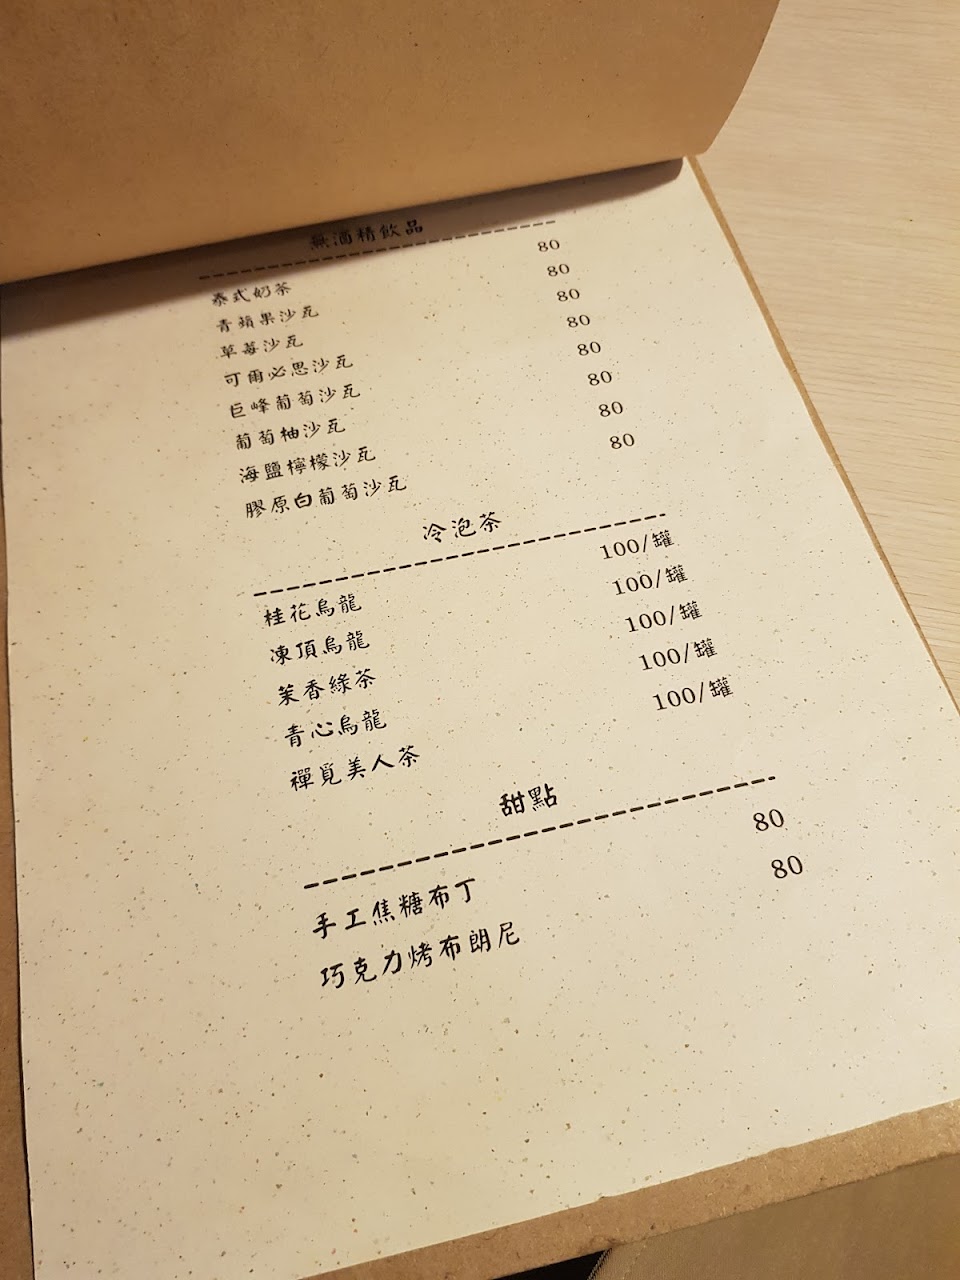 無酒精飲品
泰式奶茶 80
青蘋果沙瓦 80
草莓沙瓦 80
可爾必思沙瓦 80
巨峰葡萄沙瓦 80
葡萄柚沙瓦 80
海鹽檸檬沙瓦 80
膠原白葡萄沙瓦 80
冷泡茶
桂花烏龍 100/罐
凍頂烏龍 100/罐
茉香綠茶 100/罐
青心烏龍 100/罐
禪覓美人茶 100/罐
甜點
手工焦糖布丁 80
巧克力烤布朗尼 80